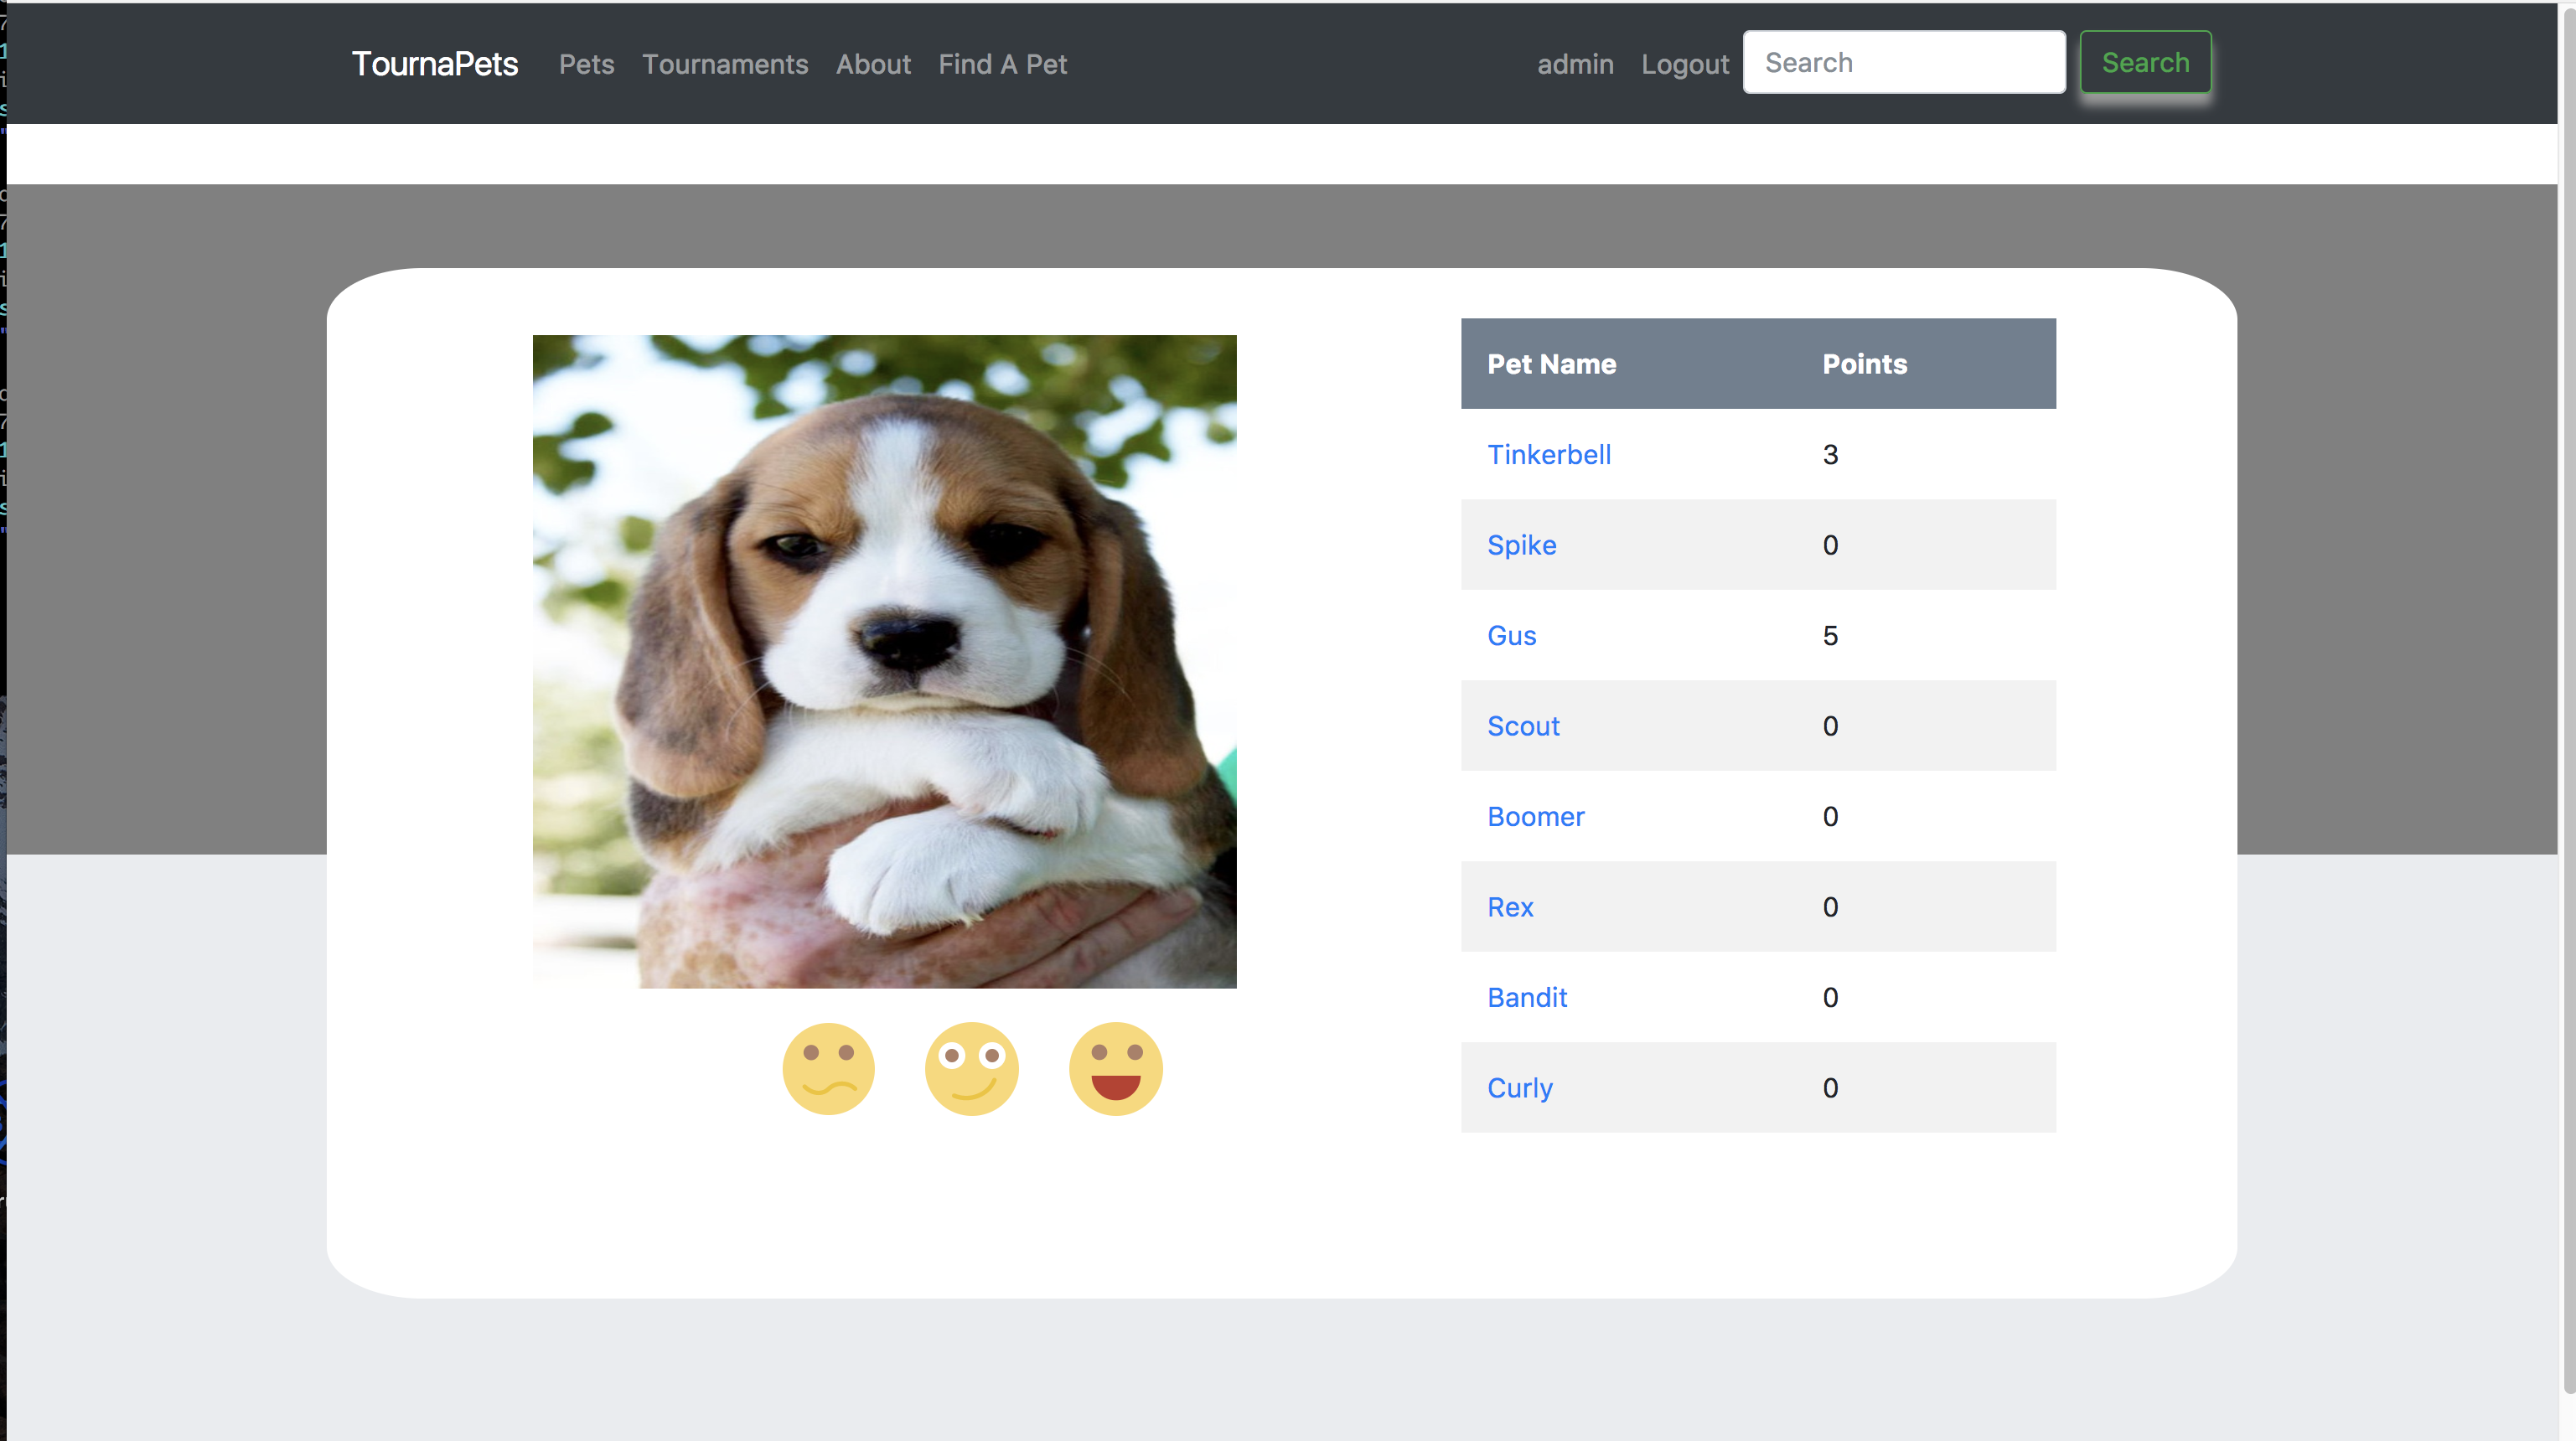 TournaPets Pets Tournaments About Find A Pet admin Logout Search Search
Pet Name Points
Tinkerbell 3
Spike 0
Gus 5
Scout 0
Boomer 0
Rex 0
Bandit 0
Curly 0